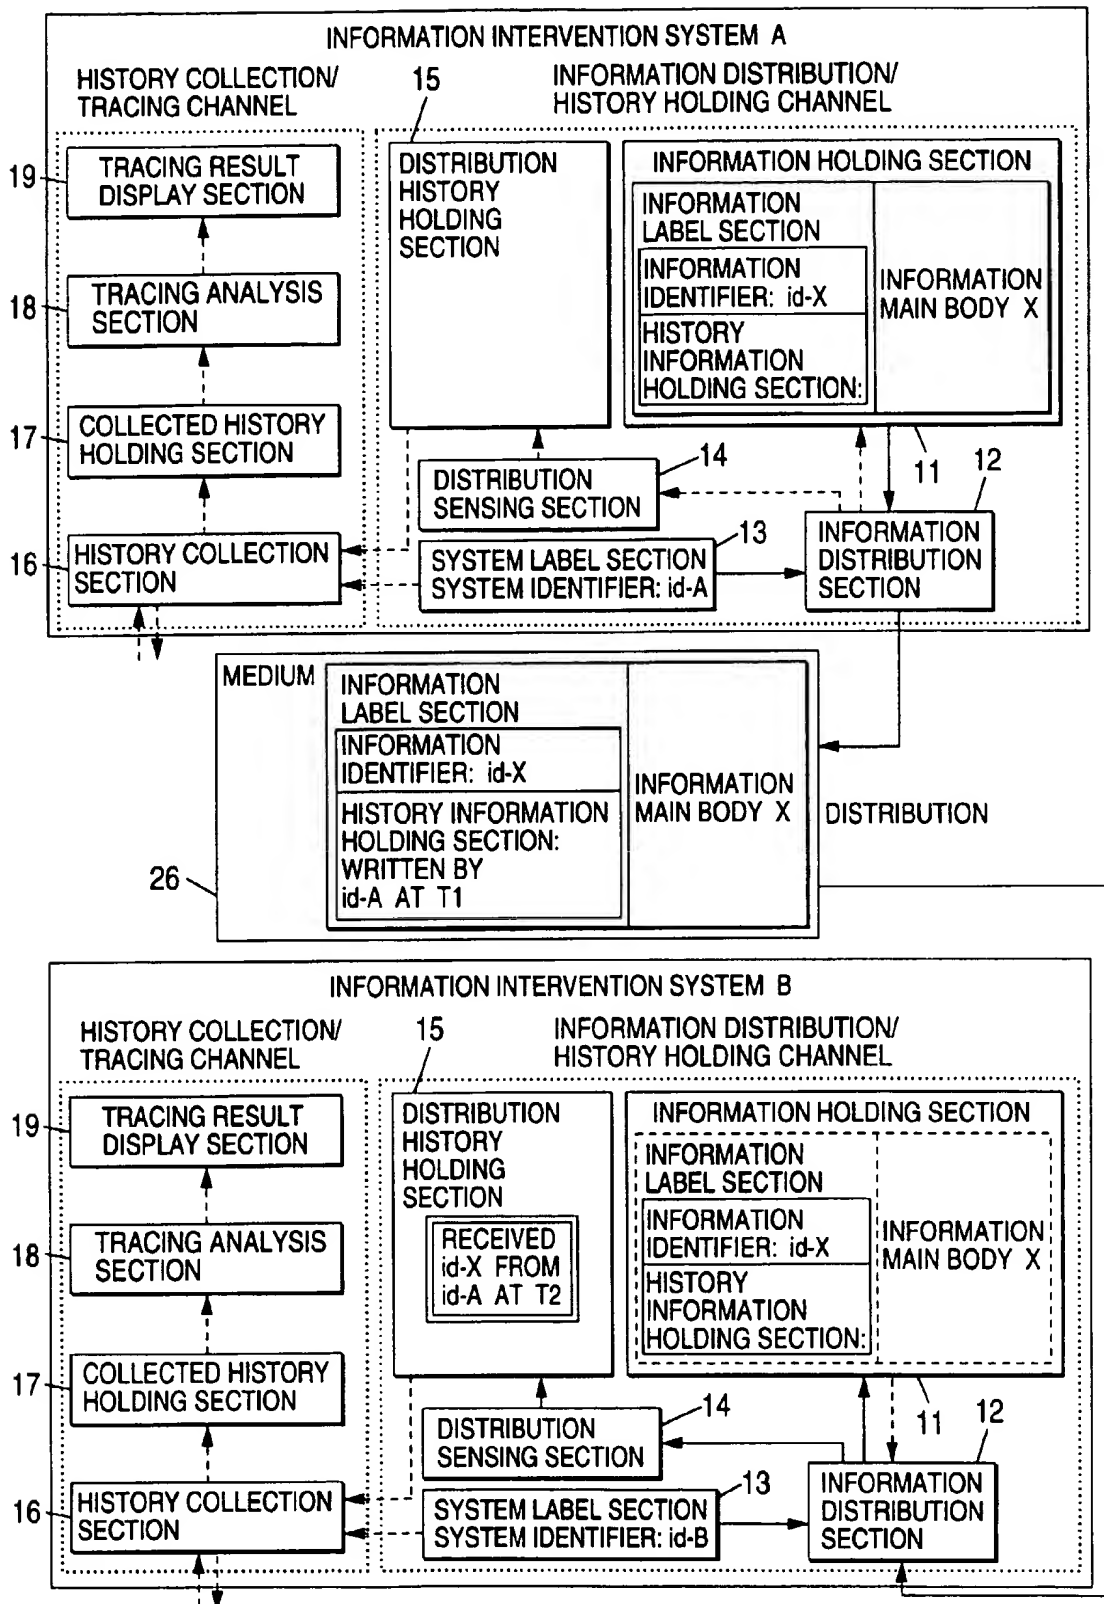 INFORMATION INTERVENTION SYSTEM A
HISTORY COLLECTION/
TRACING CHANNEL
15
INFORMATION DISTRIBUTION/
HISTORY HOLDING CHANNEL
19
TRACING RESULT
DISPLAY SECTION
18
TRACING ANALYSIS
SECTION
17
COLLECTED HISTORY
HOLDING SECTION
16
HISTORY COLLECTION
SECTION
DISTRIBUTION
HISTORY
HOLDING
SECTION
INFORMATION HOLDING SECTION
INFORMATION
LABEL SECTION
INFORMATION
IDENTIFIER: id-X
HISTORY
INFORMATION
HOLDING SECTION:
INFORMATION
MAIN BODY X
11
14
DISTRIBUTION
SENSING SECTION
12
13
SYSTEM LABEL SECTION
SYSTEM IDENTIFIER: id-A
INFORMATION
DISTRIBUTION
SECTION
MEDIUM
INFORMATION
LABEL SECTION
INFORMATION
IDENTIFIER: id-X
HISTORY INFORMATION
HOLDING SECTION:
WRITTEN BY
id-A AT T1
INFORMATION
MAIN BODY X
DISTRIBUTION
26
INFORMATION INTERVENTION SYSTEM B
HISTORY COLLECTION/
TRACING CHANNEL
15
INFORMATION DISTRIBUTION/
HISTORY HOLDING CHANNEL
19
TRACING RESULT
DISPLAY SECTION
18
TRACING ANALYSIS
SECTION
17
COLLECTED HISTORY
HOLDING SECTION
16
HISTORY COLLECTION
SECTION
DISTRIBUTION
HISTORY
HOLDING
SECTION
RECEIVED
id-X FROM
id-A AT T2
INFORMATION HOLDING SECTION
INFORMATION
LABEL SECTION
INFORMATION
IDENTIFIER: id-X
HISTORY
INFORMATION
HOLDING SECTION:
INFORMATION
MAIN BODY X
11
14
DISTRIBUTION
SENSING SECTION
12
13
SYSTEM LABEL SECTION
SYSTEM IDENTIFIER: id-B
INFORMATION
DISTRIBUTION
SECTION